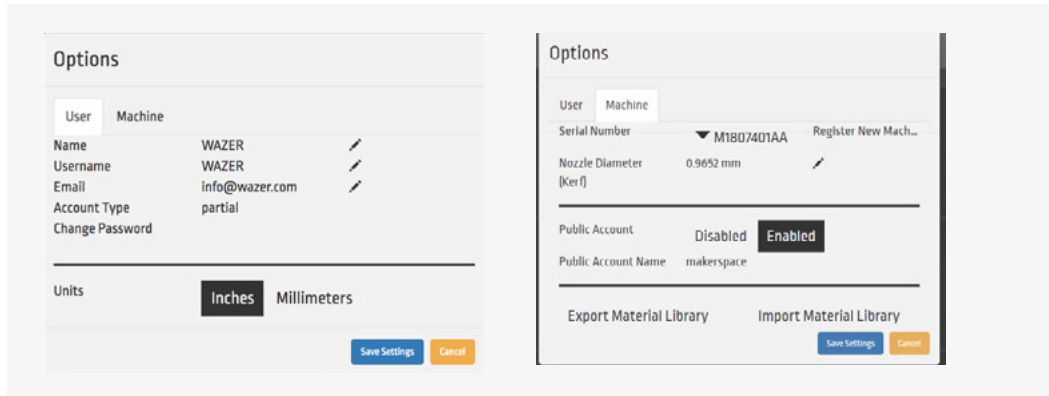 Options
User Machine
Name WAZER
Username WAZER
Email info@wazer.com
Account Type partial
Change Password
Units Inches Millimeters
Save Settings Cancel
Options
User Machine
Serial Number M1807401AA Register New Mach...
Nozzle Diameter 0.9652 mm
(Kerf)
Public Account Disabled Enabled
Public Account Name makerspace
Export Material Library Import Material Library
Save Settings Cancel